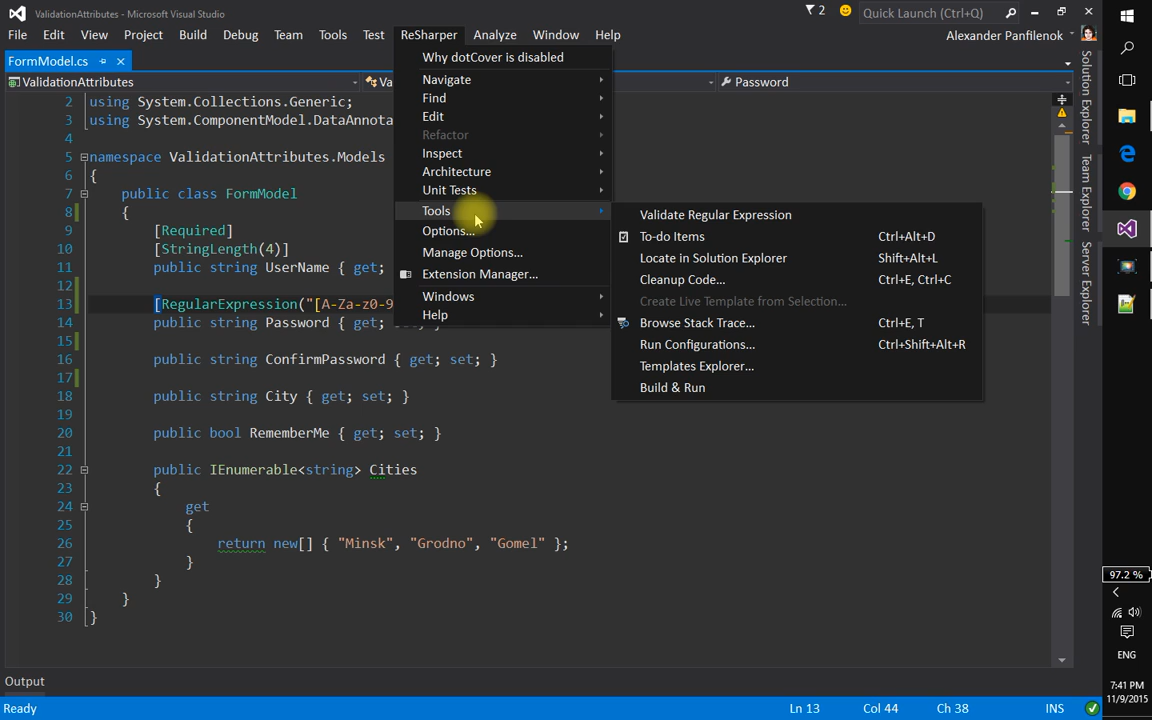 ValidationAttributes - Microsoft Visual Studio
2
Quick Launch (Ctrl+Q)
File Edit View Project Build Debug Team Tools Test ReSharper Analyze Window Help
Alexander Panfilenok
FormModel.cs
ValidationAttributes
Va
Password
Why dotCover is disabled
Navigate
Find
Edit
Refactor
Inspect
Architecture
Unit Tests
Tools
Options...
Manage Options...
Extension Manager...
Windows
Help
Validate Regular Expression
To-do Items Ctrl+Alt+D
Locate in Solution Explorer Shift+Alt+L
Cleanup Code... Ctrl+E, Ctrl+C
Create Live Template from Selection...
Browse Stack Trace... Ctrl+E, T
Run Configurations... Ctrl+Shift+Alt+R
Templates Explorer...
Build & Run
2 using System.Collections.Generic;
3 using System.ComponentModel.DataAnnota
4
5 namespace ValidationAttributes.Models
6 {
7 public class FormModel
8 {
9 [Required]
10 [StringLength(4)]
11 public string UserName { get;
12
13 [RegularExpression("[A-Za-z0-9
14 public string Password { get;
15
16 public string ConfirmPassword { get; set; }
17
18 public string City { get; set; }
19
20 public bool RememberMe { get; set; }
21
22 public IEnumerable<string> Cities
23 {
24 get
25 {
26 return new[] { "Minsk", "Grodno", "Gomel" };
27 }
28 }
29 }
30 }
Solution Explorer
Team Explorer
Server Explorer
Output
Ready
Ln 13 Col 44 Ch 38 INS
97.2 %
ENG
7:41 PM
11/9/2015